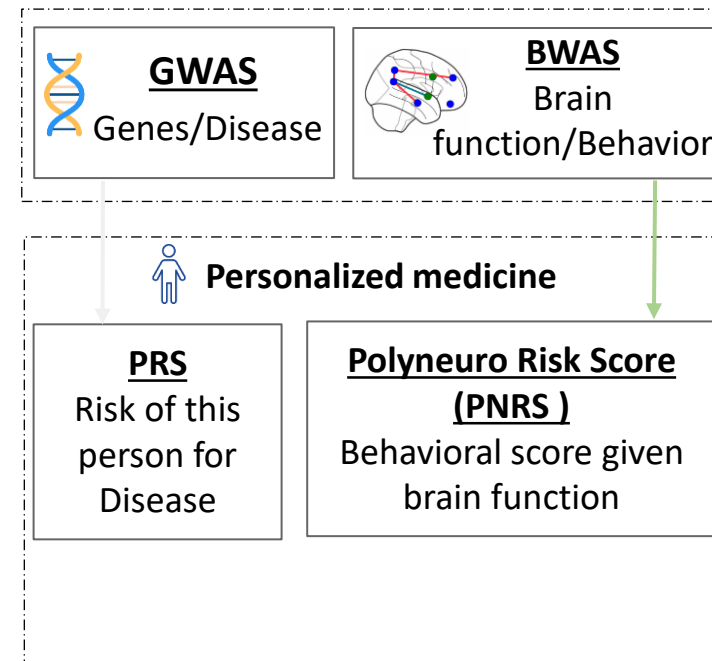 GWAS
Genes/Disease
BWAS
Brain
function/Behavior
Personalized medicine
PRS
Risk of this
person for
Disease
Polyneuro Risk Score
(PNRS )
Behavioral score given
brain function